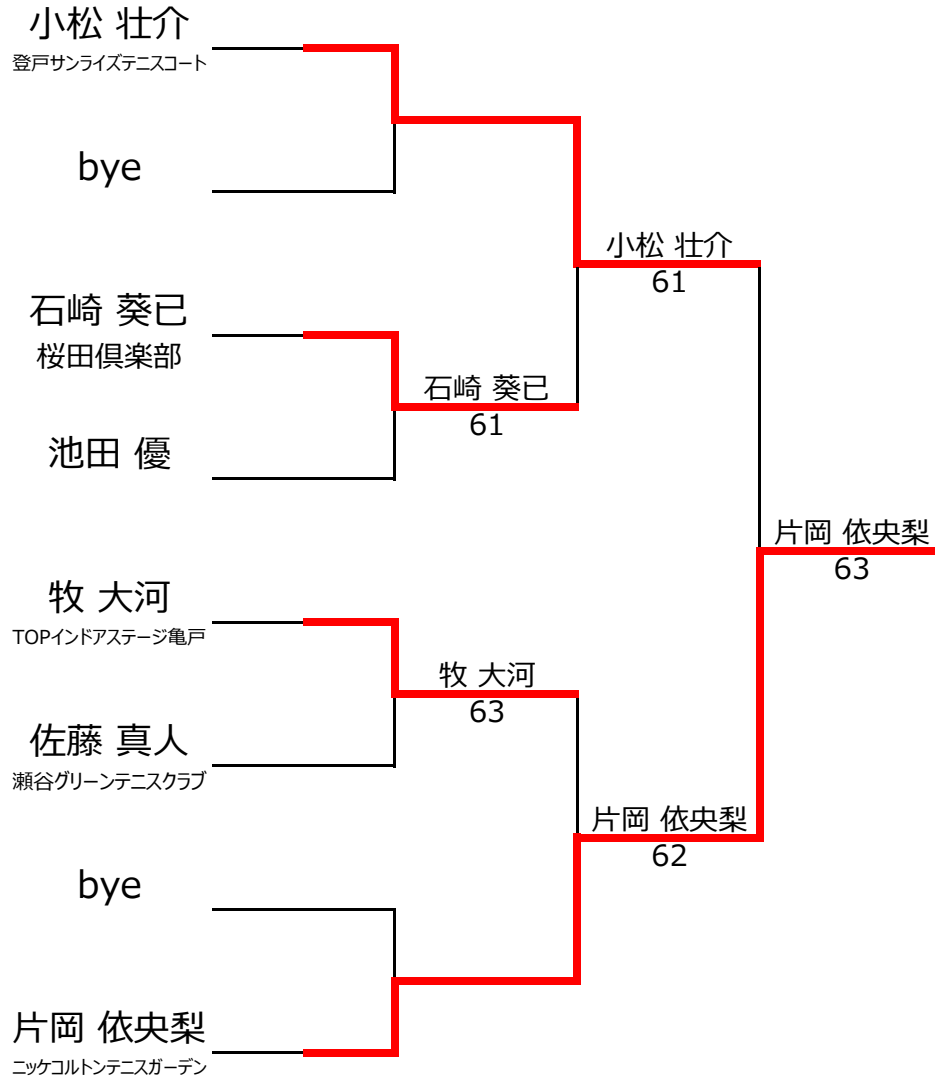 小松 壮介
登戸サンライズテニスコート
bye
小松 壮介
61
石崎 葵已
桜田倶楽部
石崎 葵已
61
池田 優
片岡 依央梨
63
牧 大河
TOPインドアステージ亀戸
牧 大河
63
佐藤 真人
瀬谷グリーンテニスクラブ
片岡 依央梨
62
bye
片岡 依央梨
ニッケコルトンテニスガーデン